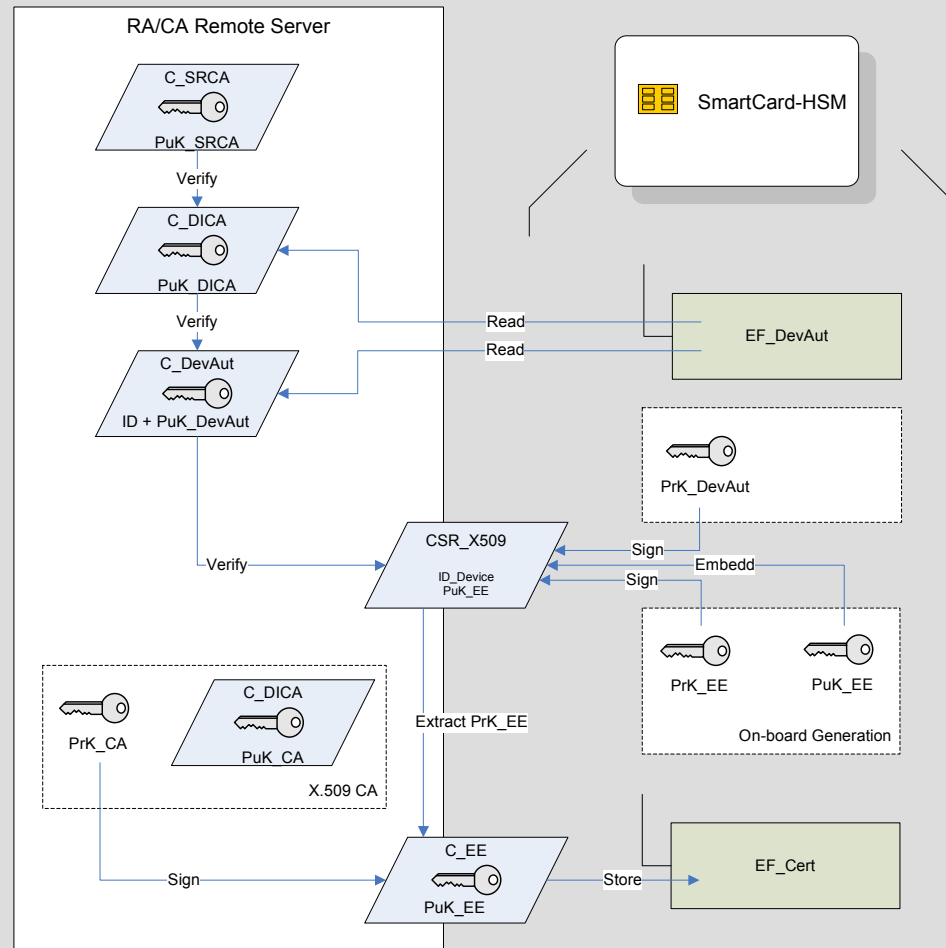 RA/CA Remote Server
C_SRCA
PuK_SRCA
Verify
C_DICA
PuK_DICA
Verify
C_DevAut
ID + PuK_DevAut
Verify
SmartCard-HSM
Read
Read
EF_DevAut
PrK_DevAut
Sign
Embedd
Sign
CSR_X509
ID_Device
PuK_EE
PrK_EE
PuK_EE
On-board Generation
PrK_CA
C_DICA
PuK_CA
X.509 CA
Extract PrK_EE
Sign
C_EE
PuK_EE
Store
EF_Cert